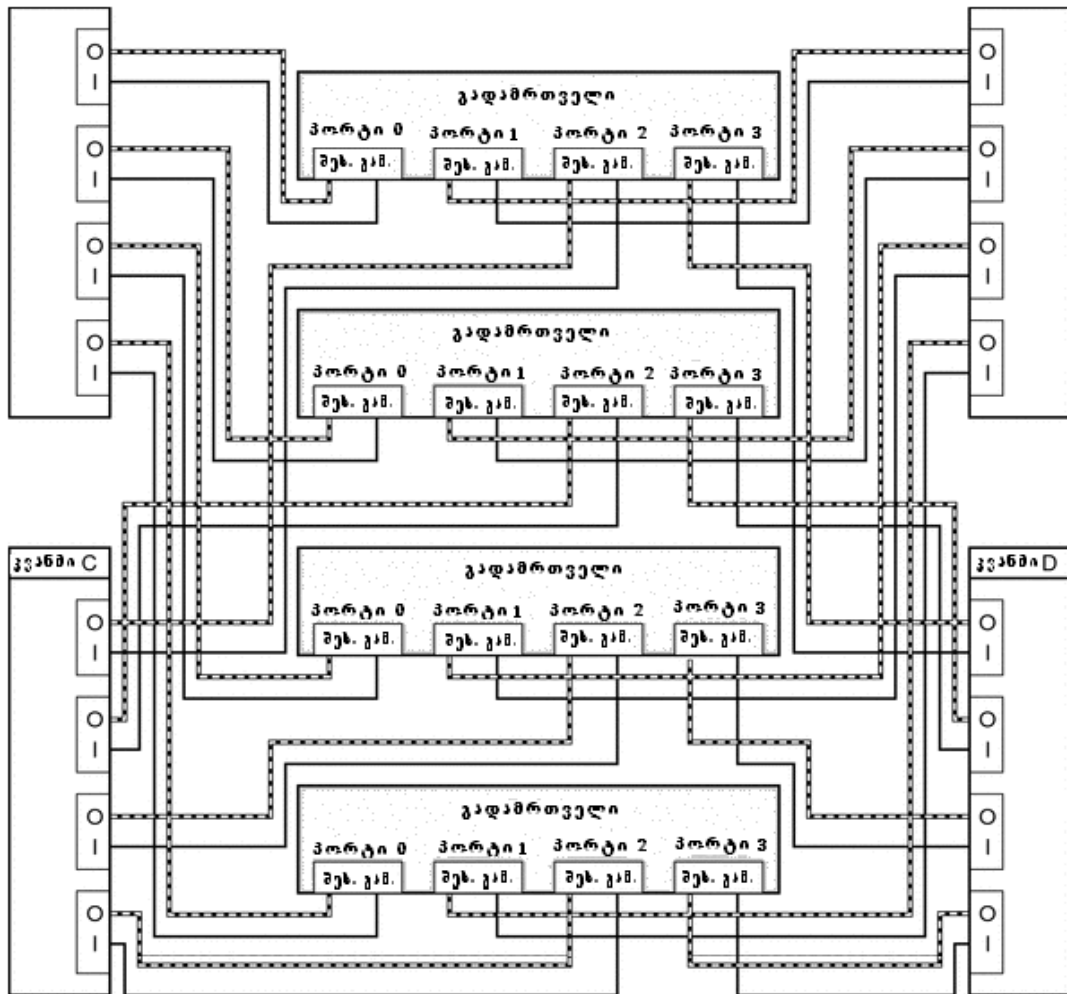 O
I
O
I
O
I
O
I
გადამრთველი
პორტი 0 პორტი 1 პორტი 2 პორტი 3
შეს. გამ. შეს. გამ. შეს. გამ. შეს. გამ.
O
I
O
I
O
I
O
I
გადამრთველი
პორტი 0 პორტი 1 პორტი 2 პორტი 3
შეს. გამ. შეს. გამ. შეს. გამ. შეს. გამ.
კვანძი C
O
I
O
I
O
I
O
I
გადამრთველი
პორტი 0 პორტი 1 პორტი 2 პორტი 3
შეს. გამ. შეს. გამ. შეს. გამ. შეს. გამ.
გადამრთველი
პორტი 0 პორტი 1 პორტი 2 პორტი 3
შეს. გამ. შეს. გამ. შეს. გამ. შეს. გამ.
კვანძი D
O
I
O
I
O
I
O
I